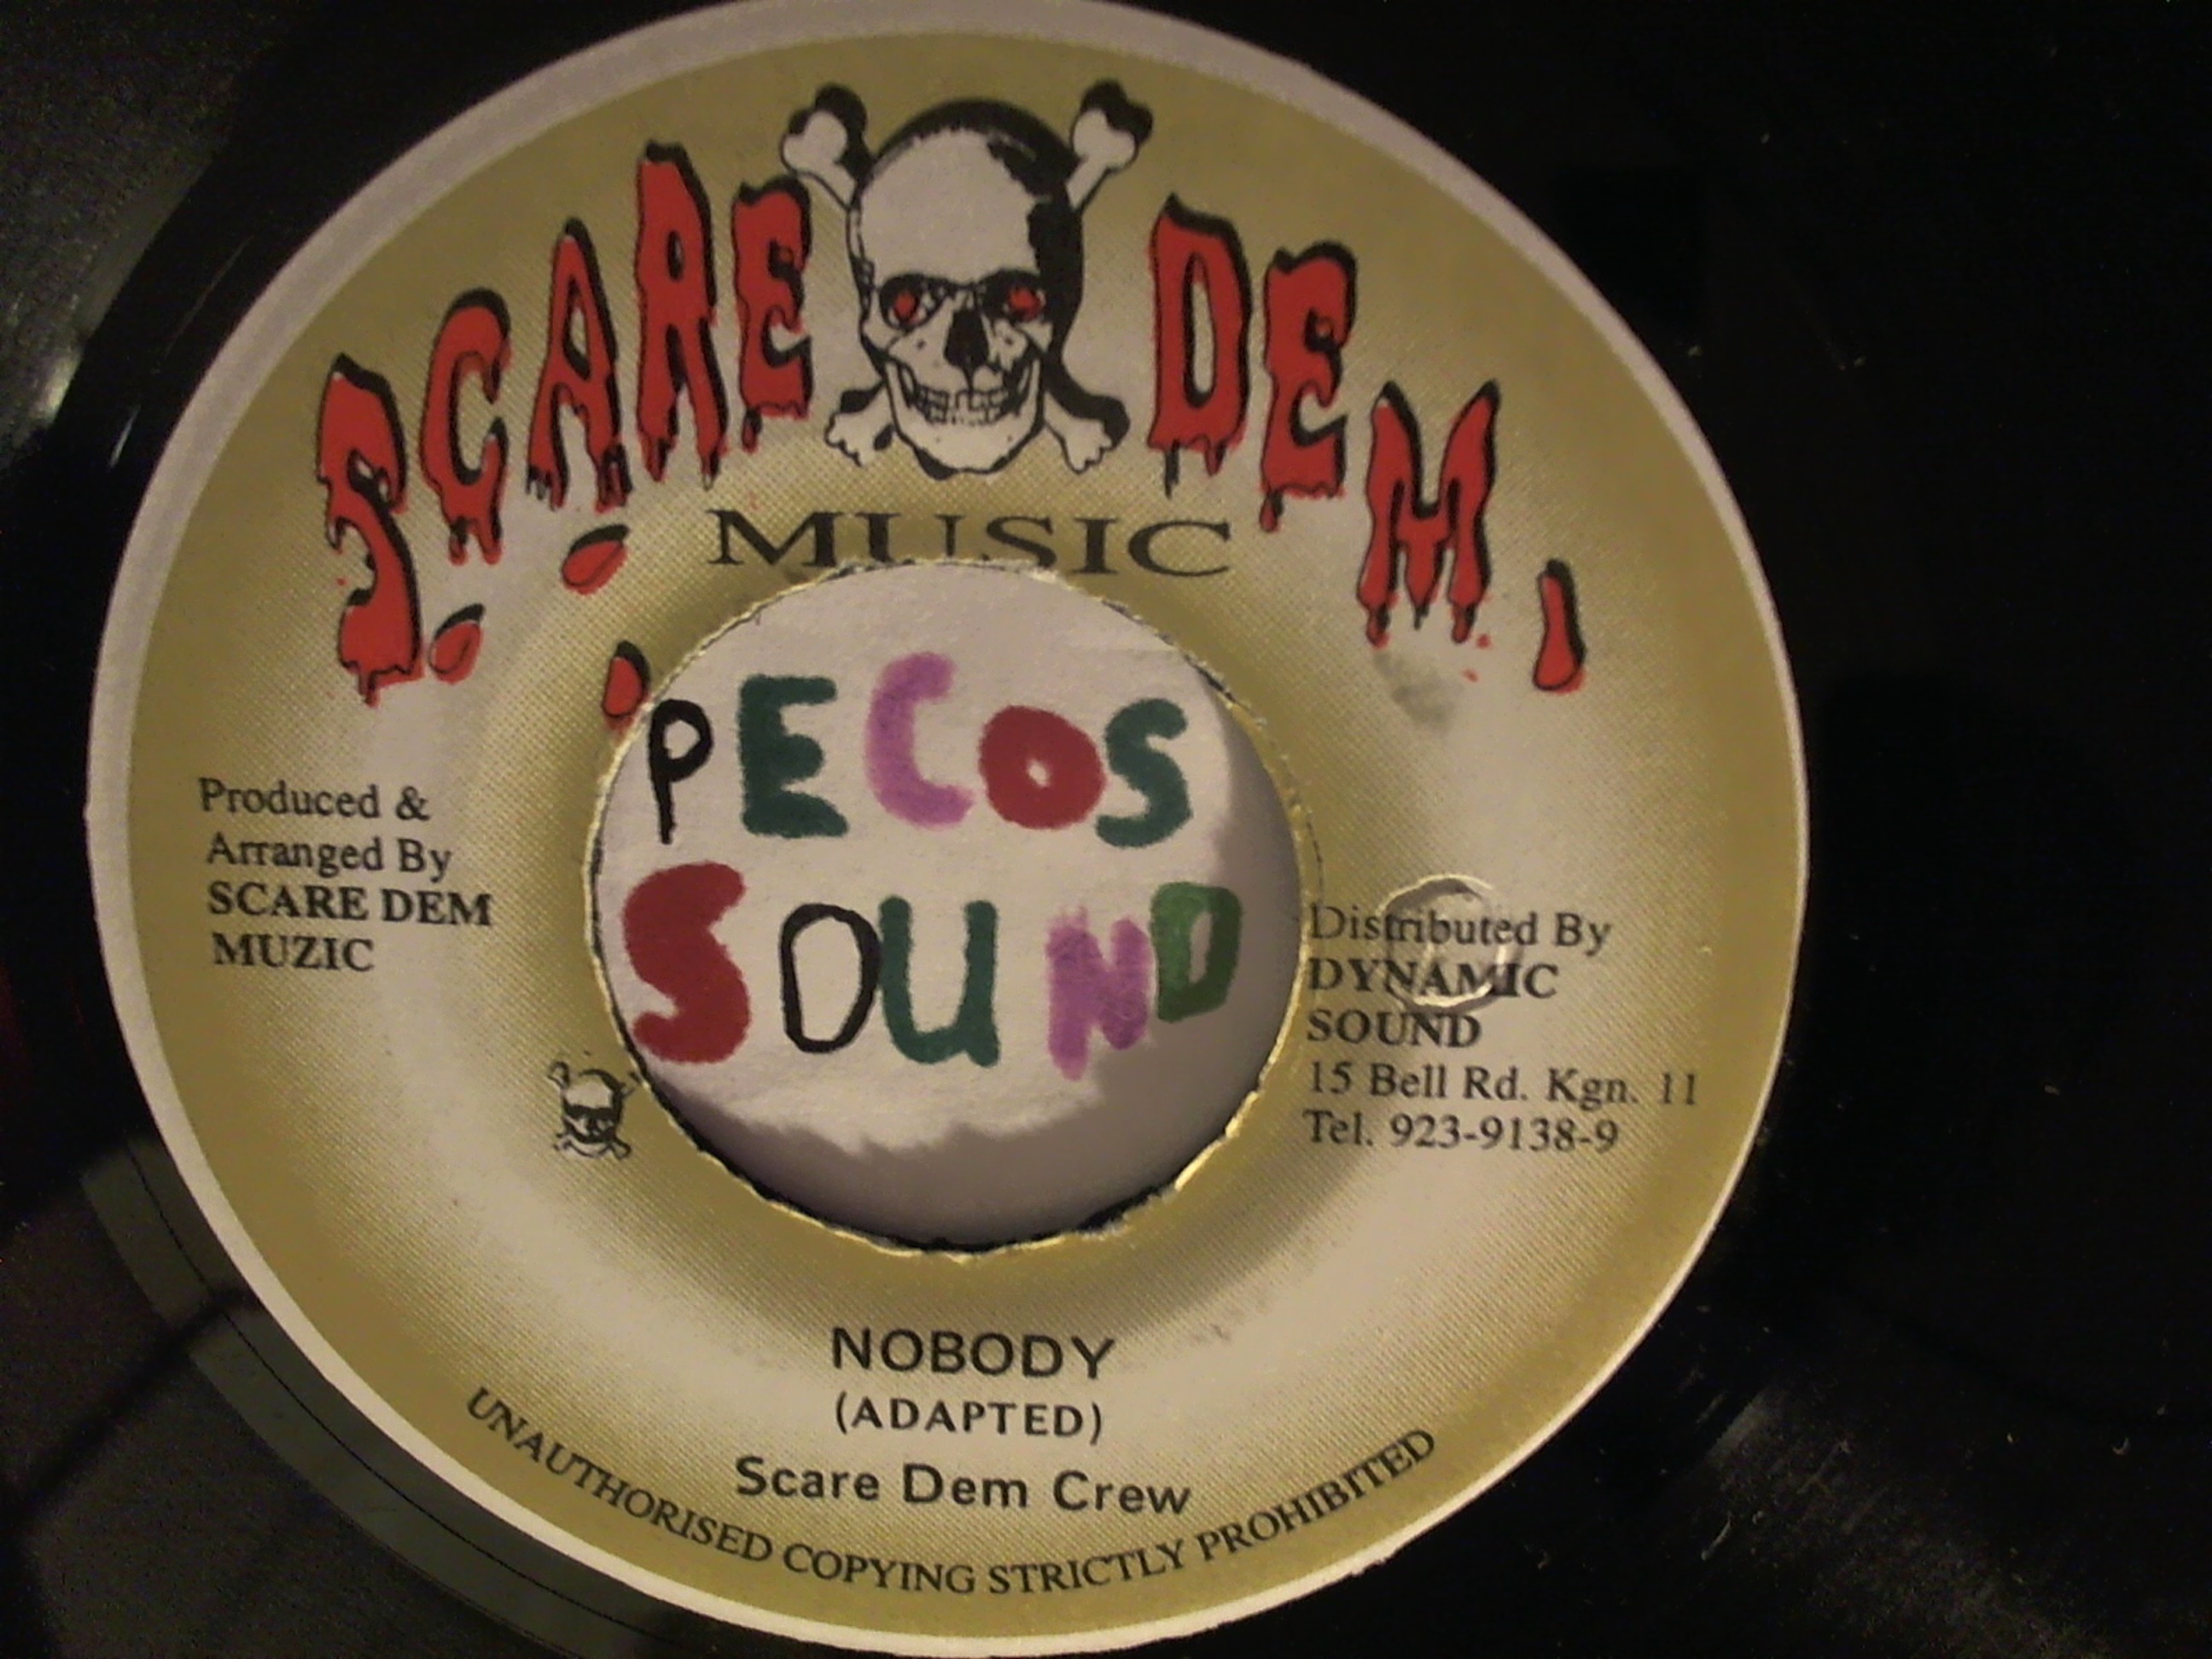 SCARE DEM
MUSIC
PECOS
SOUND
Produced &
Arranged By
SCARE DEM
MUZIC
Distributed By
DYNAMIC
SOUND
15 Bell Rd. Kgn. 11
Tel. 923-9138-9
NOBODY
(ADAPTED)
Scare Dem Crew
UNAUTHORISED COPYING STRICTLY PROHIBITED